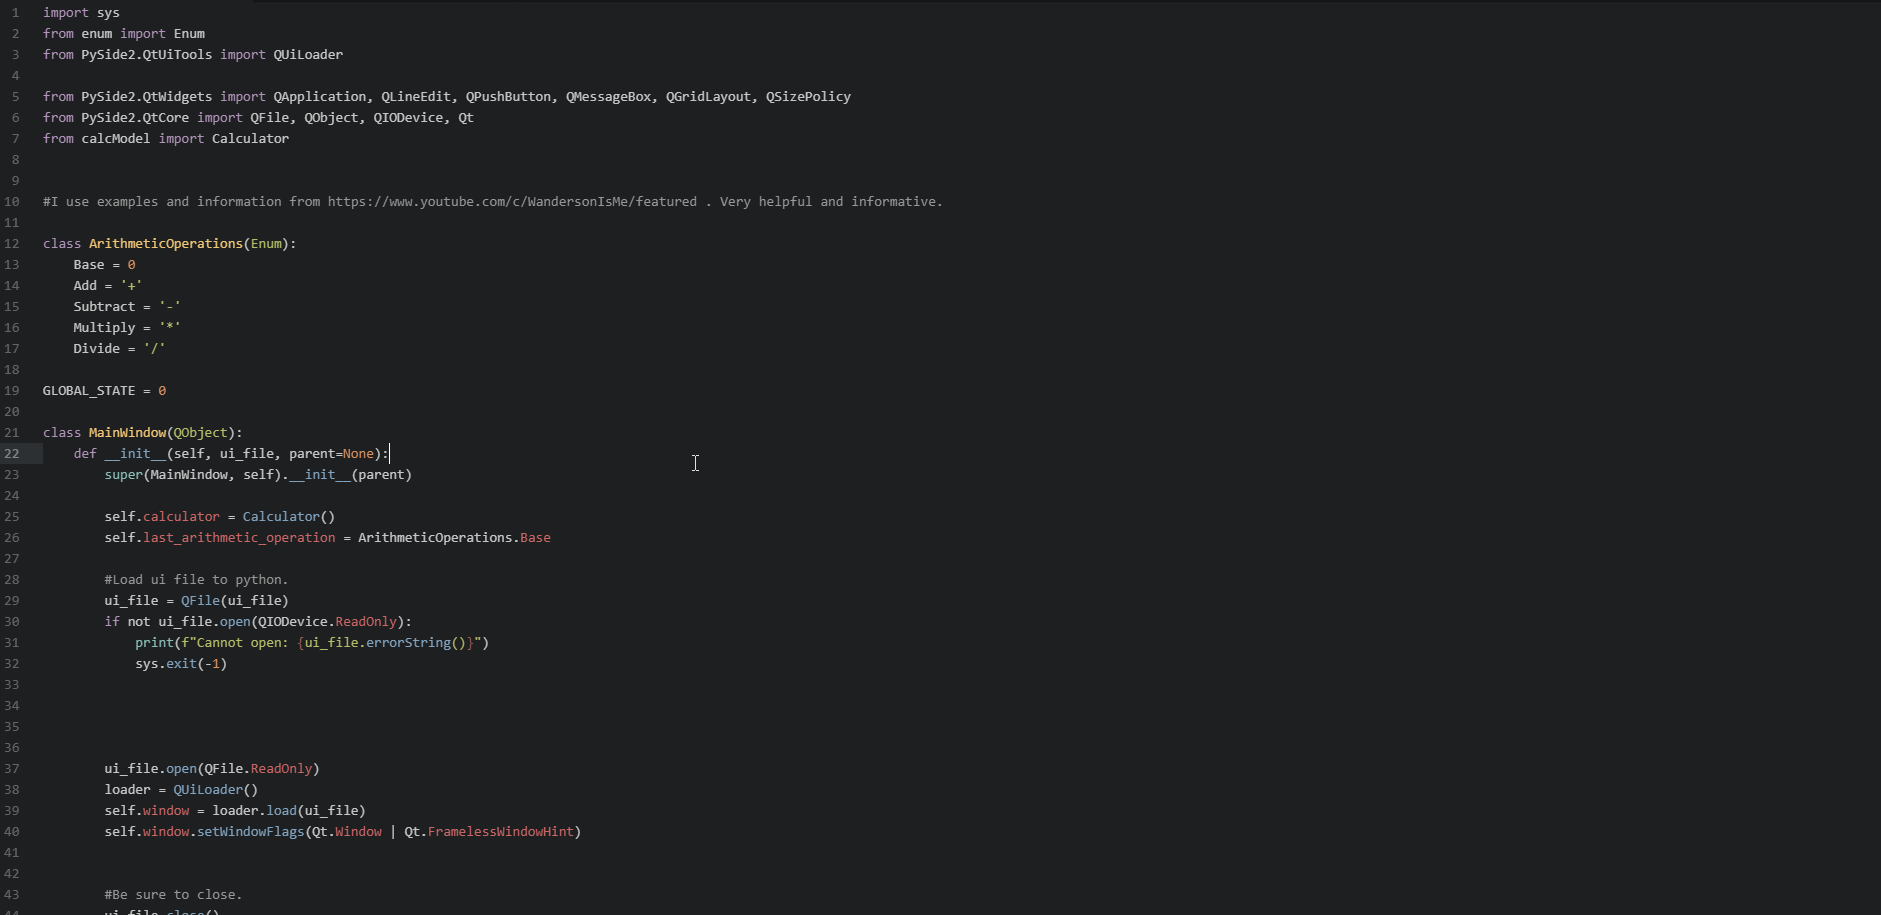 1 import sys
2 from enum import Enum
3 from PySide2.QtUiTools import QUiLoader
4
5 from PySide2.QtWidgets import QApplication, QLineEdit, QPushButton, QMessageBox, QGridLayout, QSizePolicy
6 from PySide2.QtCore import QFile, QObject, QIODevice, Qt
7 from calcModel import Calculator
8
9
10 #I use examples and information from https://www.youtube.com/c/WandersonIsMe/featured . Very helpful and informative.
11
12 class ArithmeticOperations(Enum):
13     Base = 0
14     Add = '+'
15     Subtract = '-'
16     Multiply = '*'
17     Divide = '/'
18
19 GLOBAL_STATE = 0
20
21 class MainWindow(QObject):
22     def __init__(self, ui_file, parent=None):
23         super(MainWindow, self).__init__(parent)
24
25         self.calculator = Calculator()
26         self.last_arithmetic_operation = ArithmeticOperations.Base
27
28         #Load ui file to python.
29         ui_file = QFile(ui_file)
30         if not ui_file.open(QIODevice.ReadOnly):
31             print(f"Cannot open: {ui_file.errorString()}")
32             sys.exit(-1)
33
34
35
36
37         ui_file.open(QFile.ReadOnly)
38         loader = QUiLoader()
39         self.window = loader.load(ui_file)
40         self.window.setWindowFlags(Qt.Window | Qt.FramelessWindowHint)
41
42
43         #Be sure to close.
44         ui_file.close()